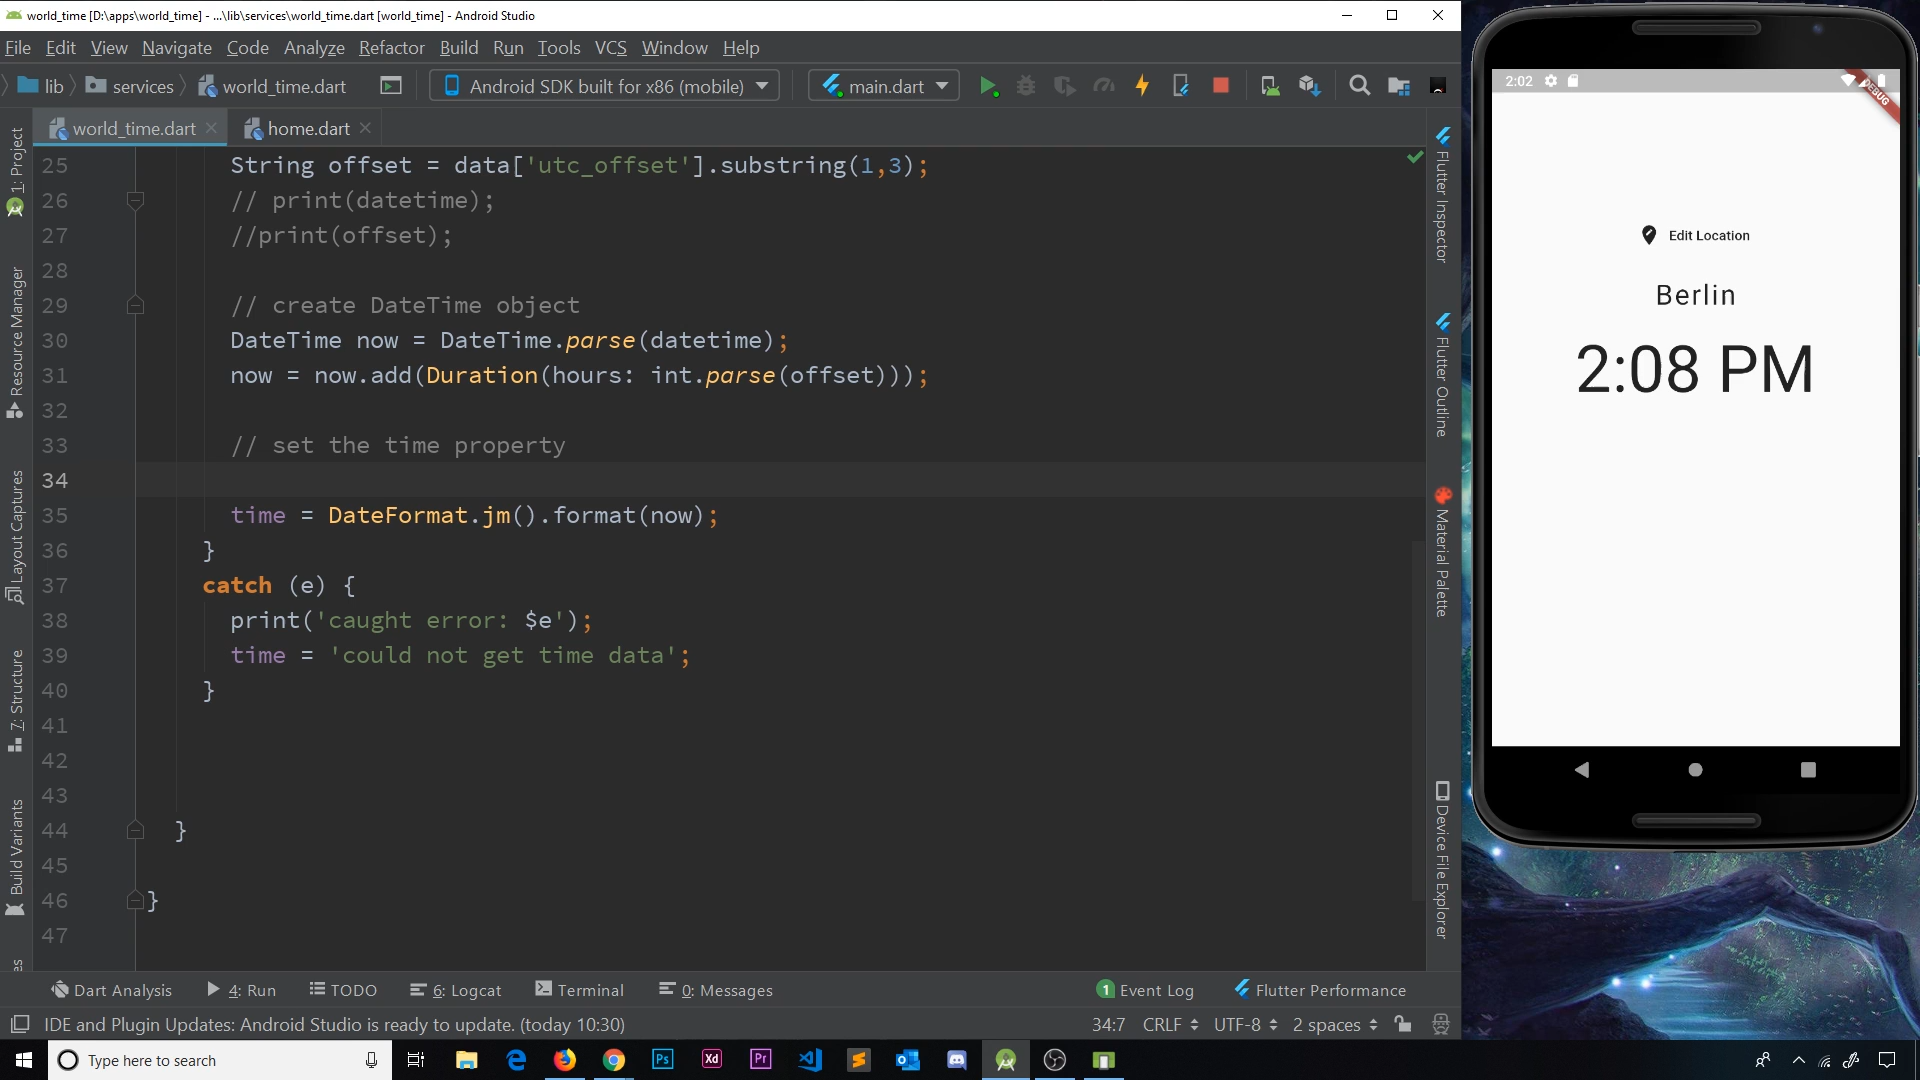 world_time [D:\apps\world_time] - ...\lib\services\world_time.dart [world_time] - Android Studio
File Edit View Navigate Code Analyze Refactor Build Run Tools VCS Window Help
lib services world_time.dart Android SDK built for x86 (mobile) main.dart
world_time.dart home.dart
25 String offset = data['utc_offset'].substring(1,3);
26 // print(datetime);
27 //print(offset);
28
29 // create DateTime object
30 DateTime now = DateTime.parse(datetime);
31 now = now.add(Duration(hours: int.parse(offset)));
32
33 // set the time property
34
35 time = DateFormat.jm().format(now);
36 }
37 catch (e) {
38 print('caught error: $e');
39 time = 'could not get time data';
40 }
41
42
43
44 }
45
46 }
47
1: Project
Resource Manager
Layout Captures
7: Structure
Build Variants
Flutter Inspector
Flutter Outline
Material Palette
Device File Explorer
Dart Analysis 4: Run TODO 6: Logcat Terminal 0: Messages 1 Event Log Flutter Performance
IDE and Plugin Updates: Android Studio is ready to update. (today 10:30) 34:7 CRLF UTF-8 2 spaces
Type here to search Ps Xd Pr
2:02
DEBUG
Edit Location
Berlin
2:08 PM